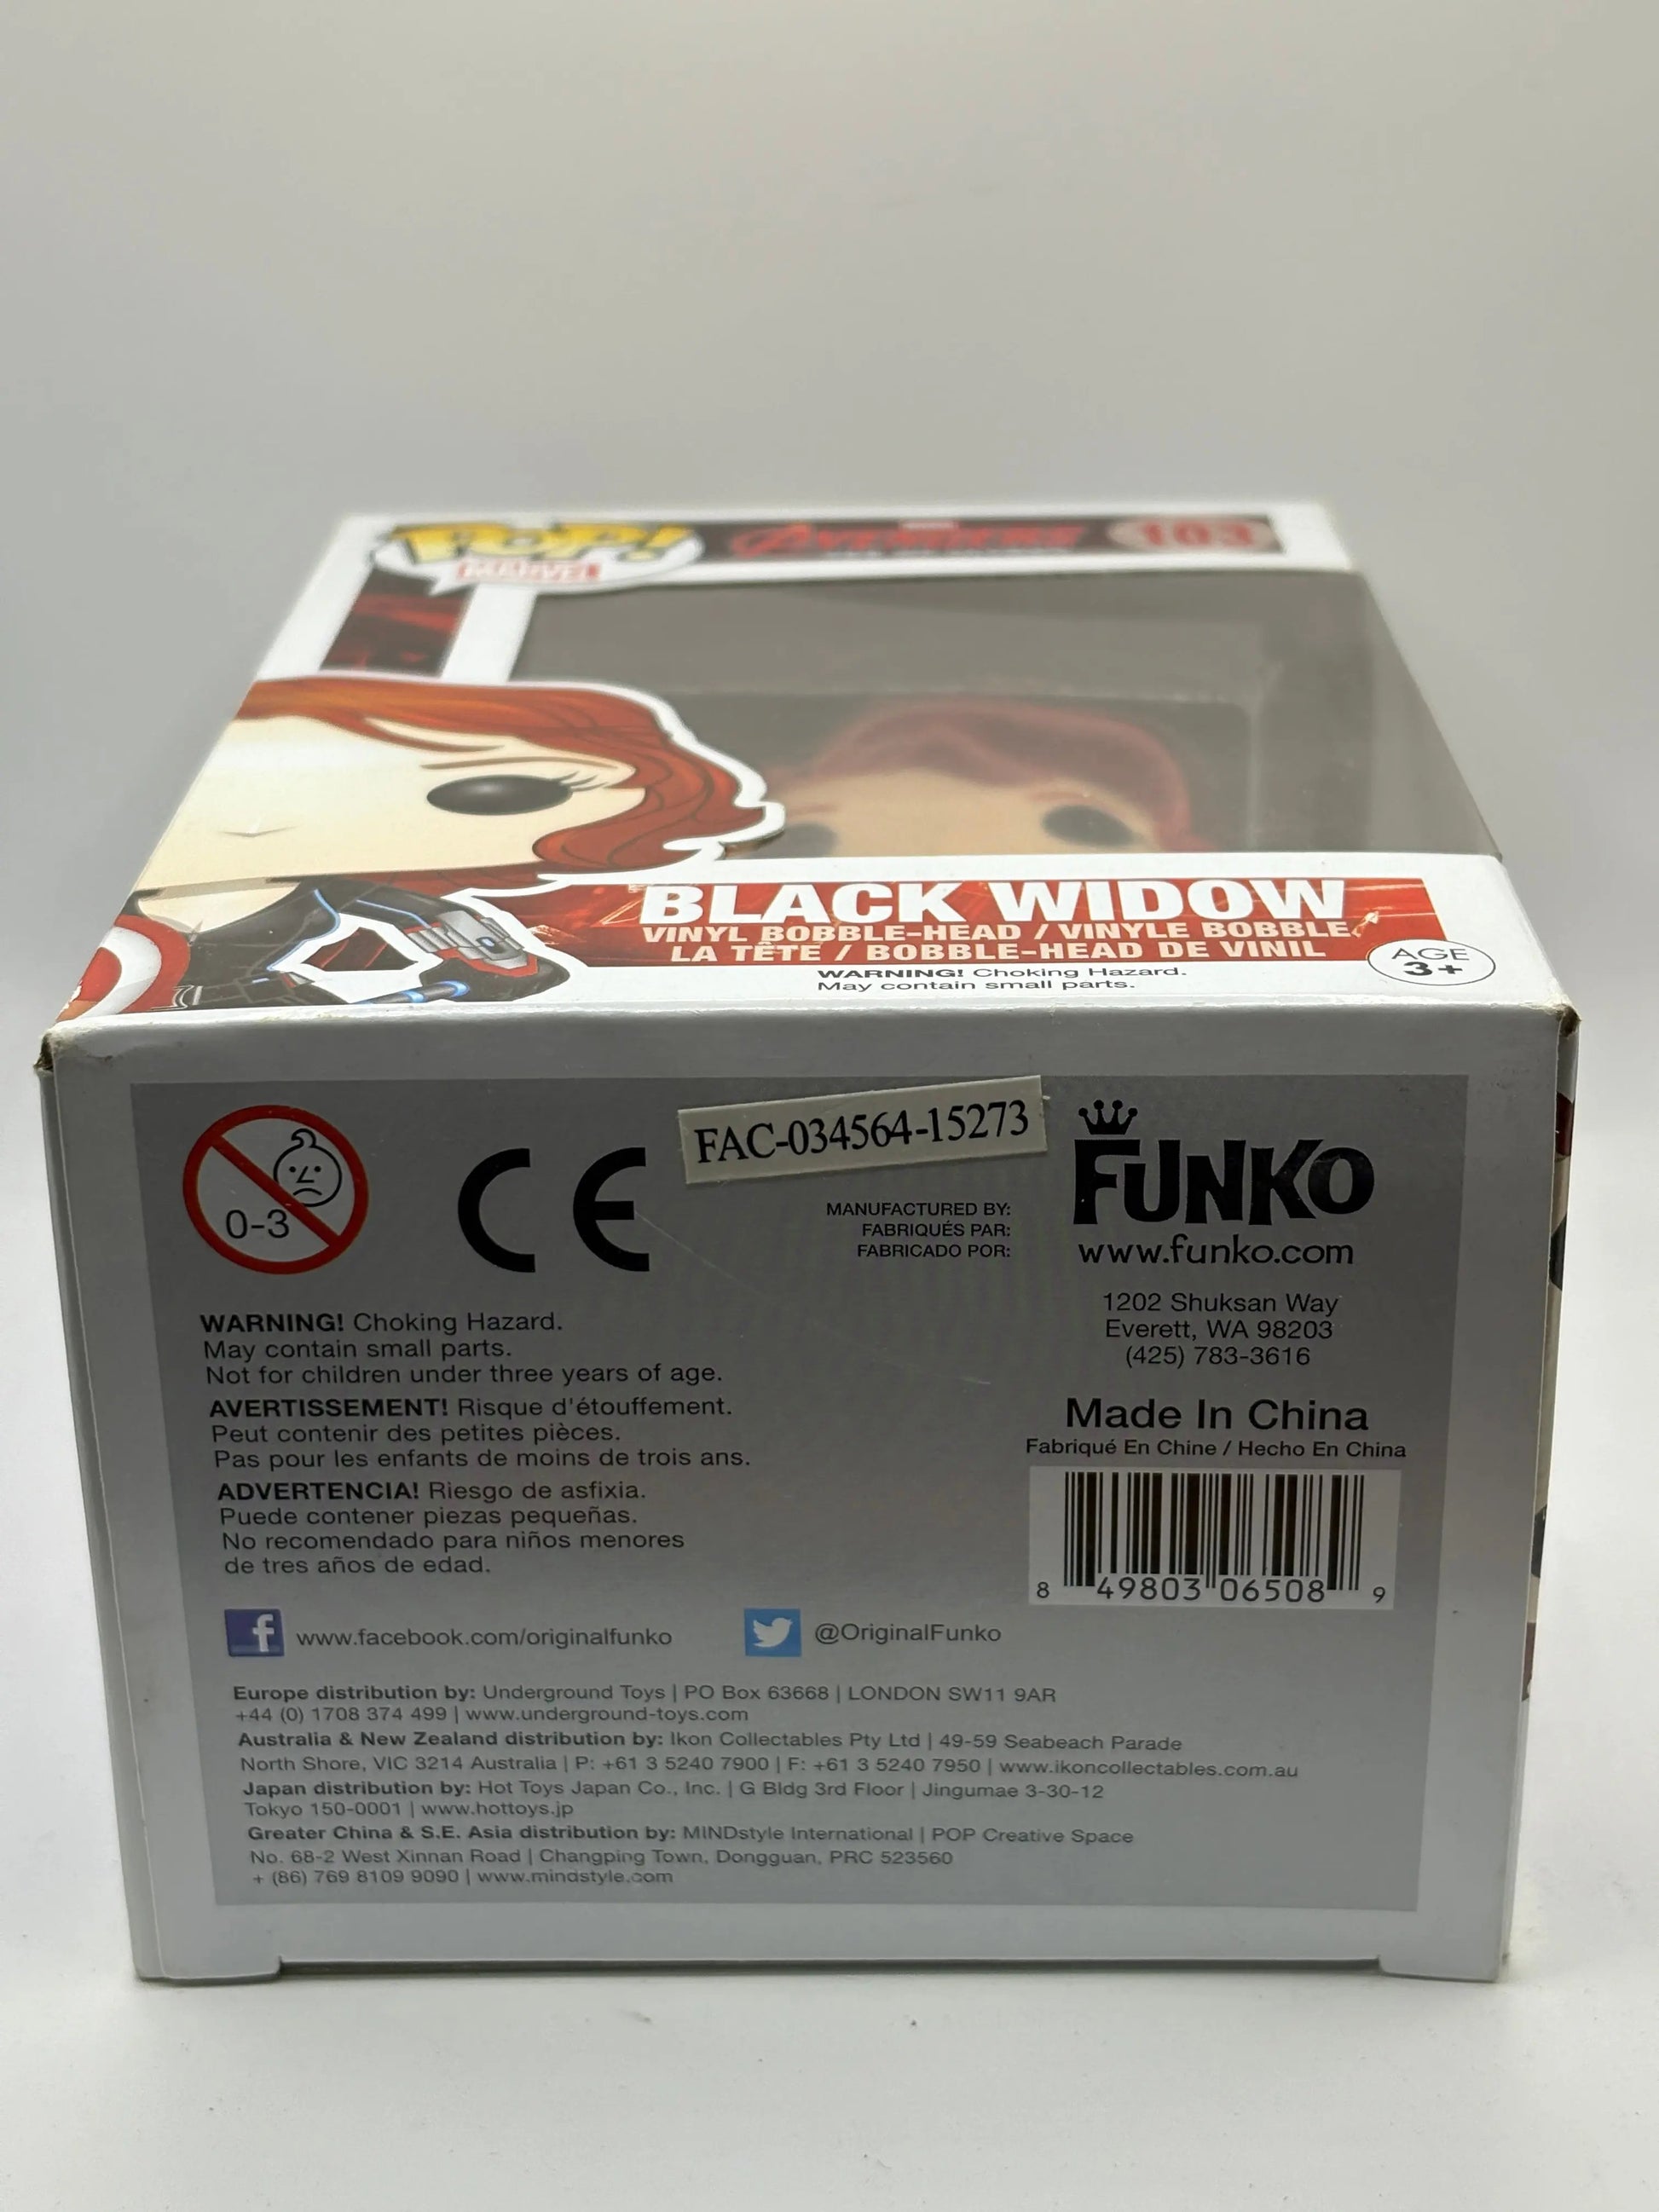 POP!
MARVEL
AVENGERS
103
BLACK WIDOW
VINYL BOBBLE-HEAD / VINYLE BOBBLE
LA TÊTE / BOBBLE-HEAD DE VINIL
WARNING! Choking Hazard.
May contain small parts.
AGE
3+
0-3
CE
FAC-034564-15273
MANUFACTURED BY:
FABRIQUÉS PAR:
FABRICADO POR:
FUNKO
www.funko.com
1202 Shuksan Way
Everett, WA 98203
(425) 783-3616
Made In China
Fabriqué En Chine / Hecho En China
8 49803 06508 9
WARNING! Choking Hazard.
May contain small parts.
Not for children under three years of age.
AVERTISSEMENT! Risque d'étouffement.
Peut contenir des petites pièces.
Pas pour les enfants de moins de trois ans.
ADVERTENCIA! Riesgo de asfixia.
Puede contener piezas pequeñas.
No recomendado para niños menores
de tres años de edad.
f www.facebook.com/originalfunko
@OriginalFunko
Europe distribution by: Underground Toys | PO Box 63668 | LONDON SW11 9AR
+44 (0) 1708 374 499 | www.underground-toys.com
Australia & New Zealand distribution by: Ikon Collectables Pty Ltd | 49-59 Seabeach Parade
North Shore, VIC 3214 Australia | P: +61 3 5240 7900 | F: +61 3 5240 7950 | www.ikoncollectables.com.au
Japan distribution by: Hot Toys Japan Co., Inc. | G Bldg 3rd Floor | Jingumae 3-30-12
Tokyo 150-0001 | www.hottoys.jp
Greater China & S.E. Asia distribution by: MINDstyle International | POP Creative Space
No. 68-2 West Xinnan Road | Changping Town, Dongguan, PRC 523560
+ (86) 769 8109 9090 | www.mindstyle.com